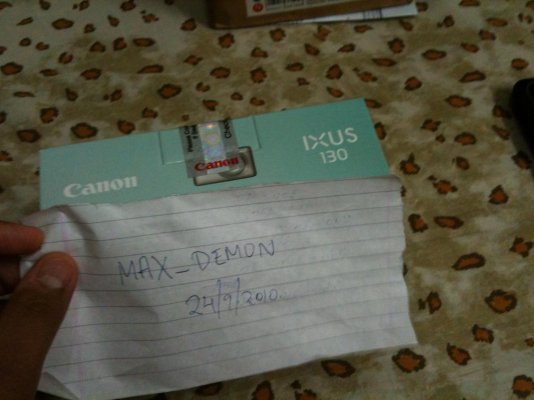 Canon
Canon
IXUS
130
MAX_DEMON
24/9/2010